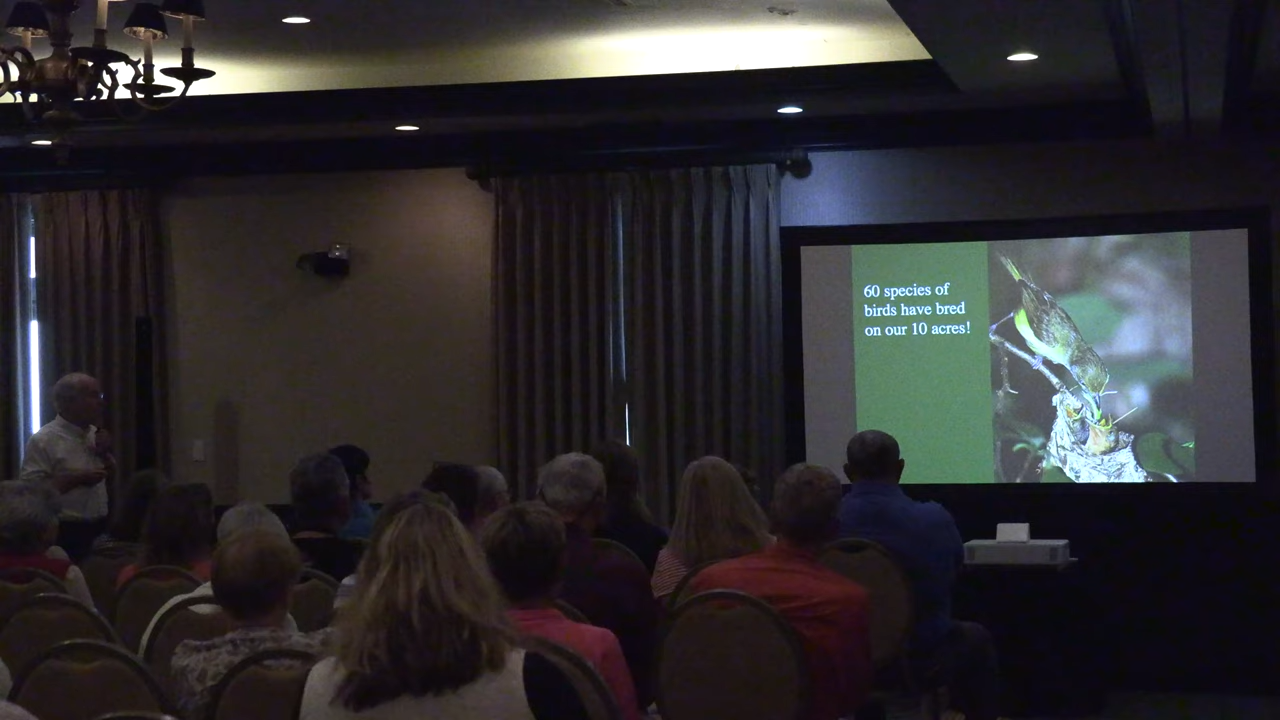 60 species of
birds have bred
on our 10 acres!